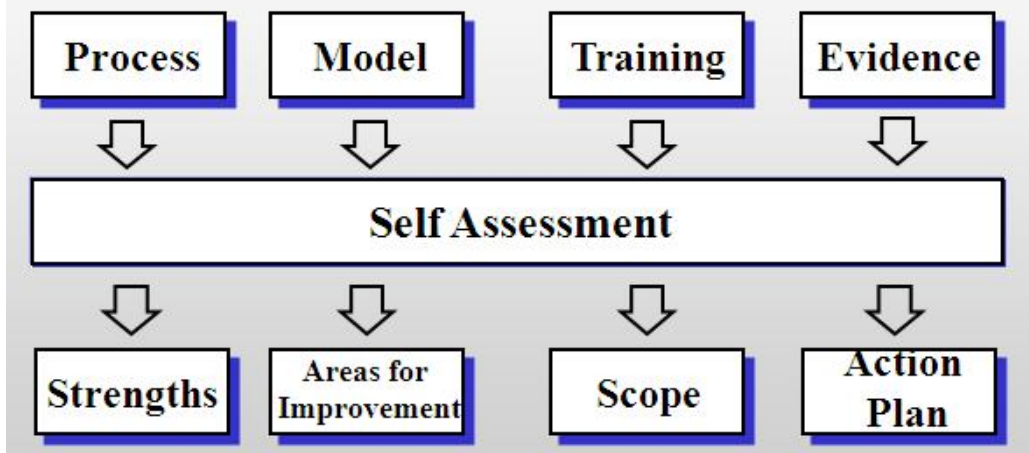 Process
Model
Training
Evidence
Self Assessment
Strengths
Areas for
Improvement
Scope
Action
Plan